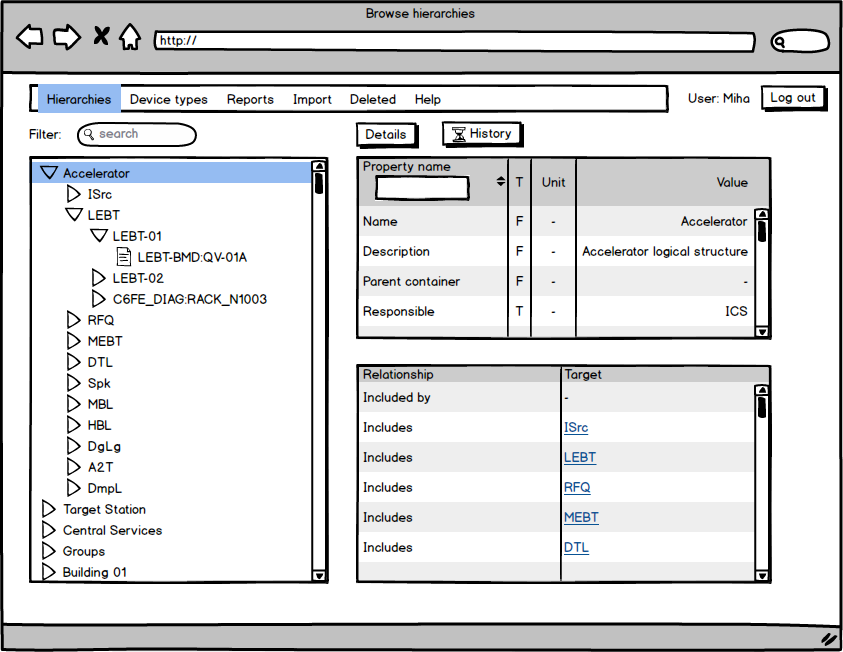 Browse hierarchies
http://
Hierarchies Device types Reports Import Deleted Help User: Miha Log out
Filter: search Details History
Accelerator
ISrc
LEBT
LEBT-01
LEBT-BMD:QV-01A
LEBT-02
C6FE_DIAG:RACK_N1003
RFQ
MEBT
DTL
Spk
MBL
HBL
DgLg
A2T
DmpL
Target Station
Central Services
Groups
Building 01
Property name T Unit Value
Name F - Accelerator
Description F - Accelerator logical structure
Parent container F - -
Responsible T - ICS
Relationship Target
Included by -
Includes ISrc
Includes LEBT
Includes RFQ
Includes MEBT
Includes DTL